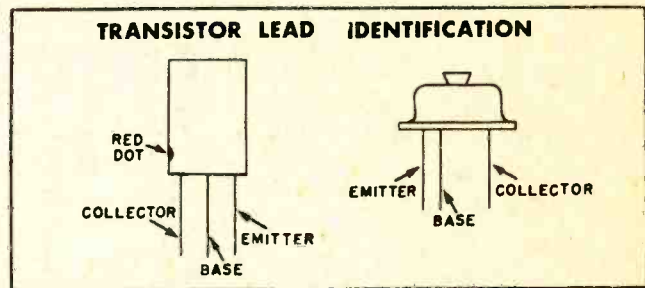 TRANSISTOR LEAD IDENTIFICATION
RED
DOT
COLLECTOR
BASE
EMITTER
EMITTER
BASE
COLLECTOR